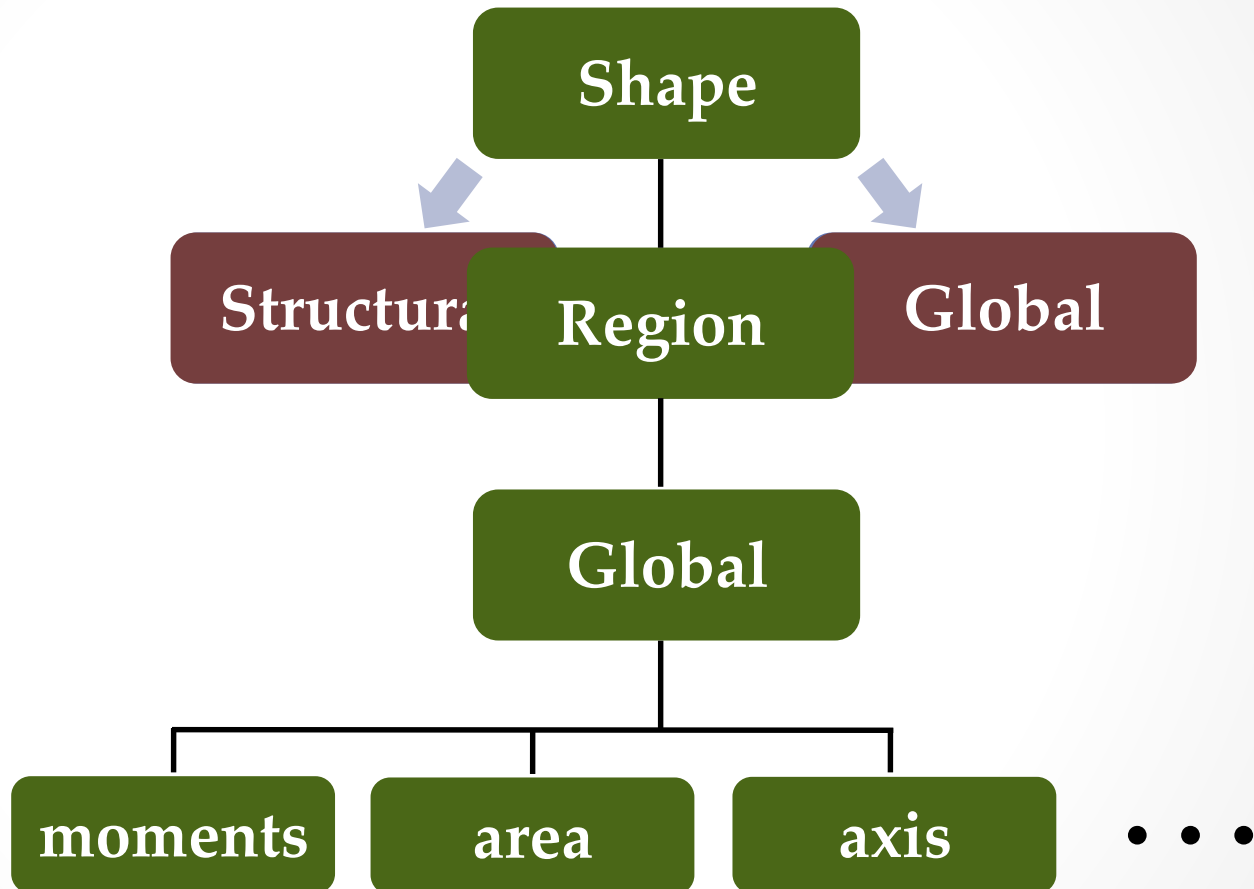 Shape
Structura
Region
Global
Global
moments
area
axis
• • •